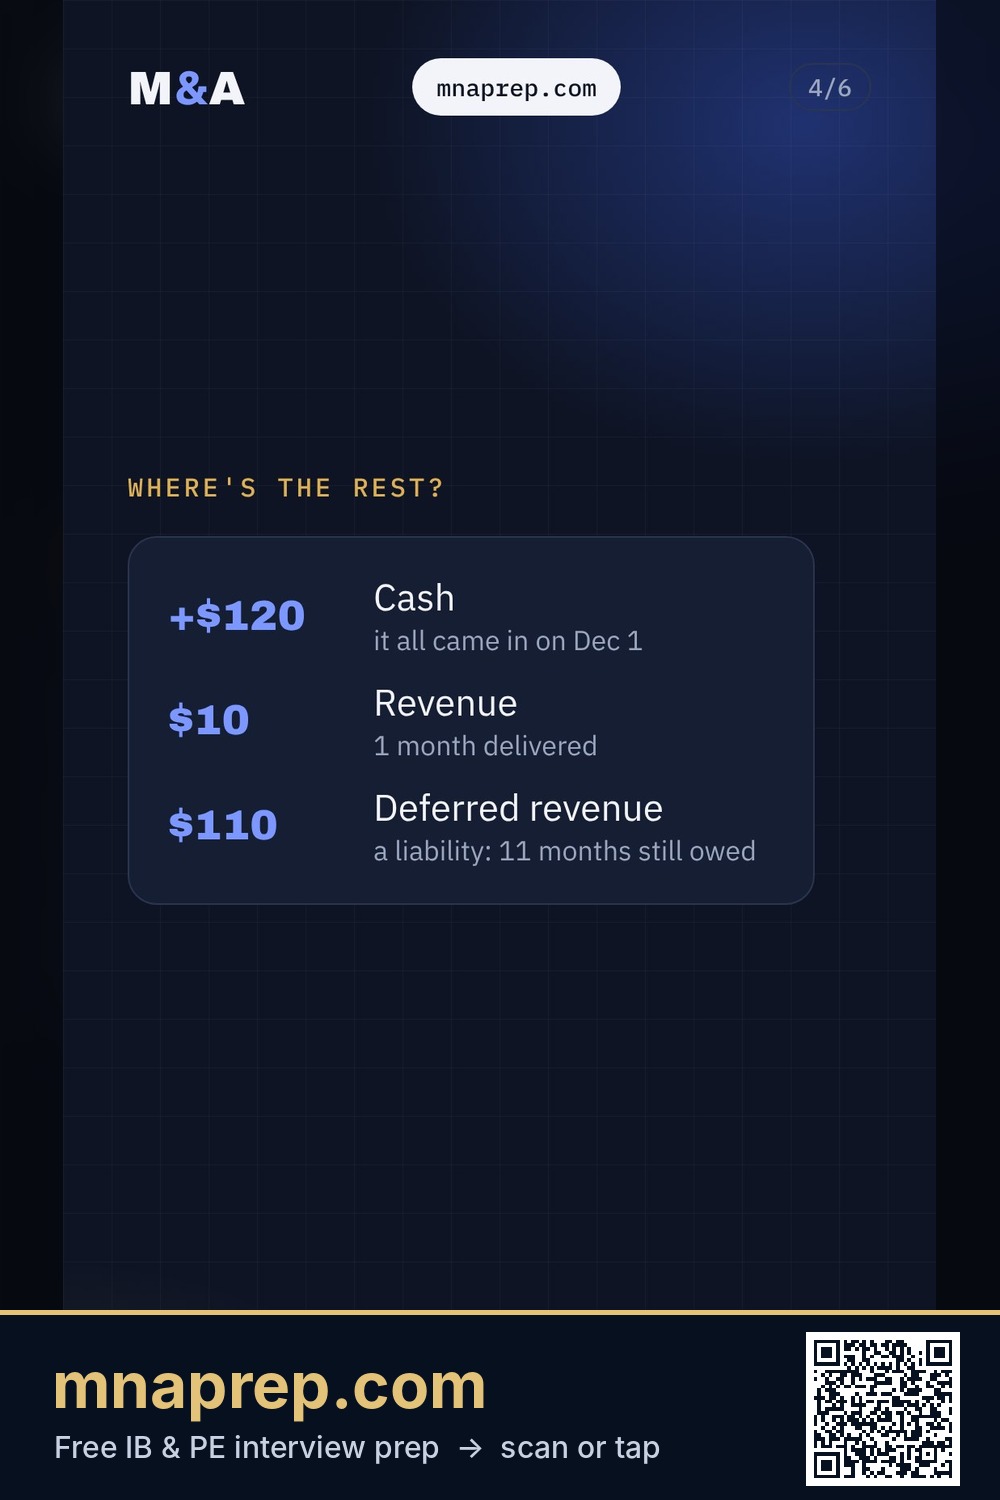 M&A
mnaprep.com
4/6
WHERE'S THE REST?
+$120
Cash
it all came in on Dec 1
$10
Revenue
1 month delivered
$110
Deferred revenue
a liability: 11 months still owed
mnaprep.com
Free IB & PE interview prep → scan or tap